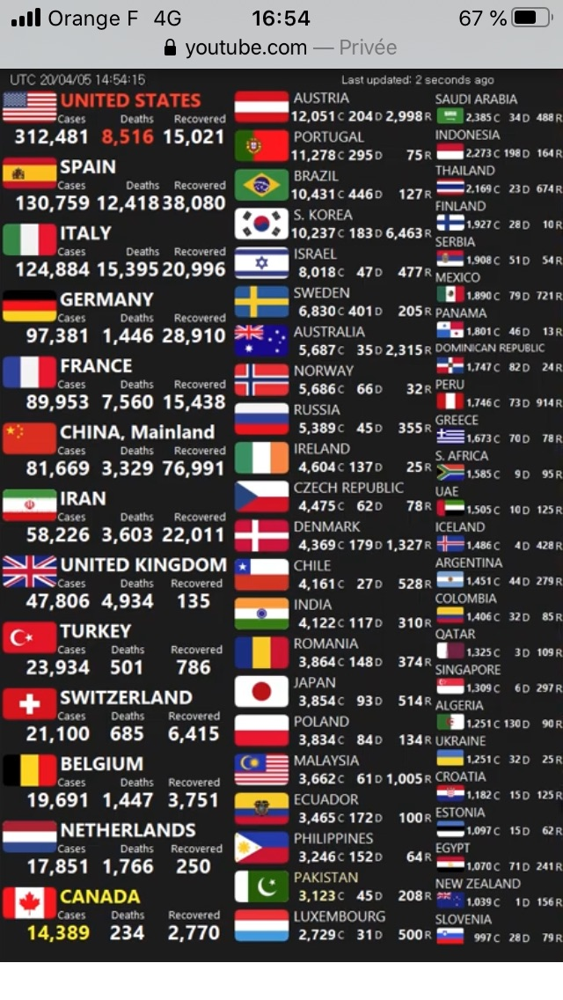 Orange F 4G 16:54 67 %
youtube.com — Privée
UTC 20/04/05 14:54:15 Last updated: 2 seconds ago
UNITED STATES
Cases Deaths Recovered
312,481 8,516 15,021
SPAIN
Cases Deaths Recovered
130,759 12,418 38,080
ITALY
Cases Deaths Recovered
124,884 15,395 20,996
GERMANY
Cases Deaths Recovered
97,381 1,446 28,910
FRANCE
Cases Deaths Recovered
89,953 7,560 15,438
CHINA, Mainland
Cases Deaths Recovered
81,669 3,329 76,991
IRAN
Cases Deaths Recovered
58,226 3,603 22,011
UNITED KINGDOM
Cases Deaths Recovered
47,806 4,934 135
TURKEY
Cases Deaths Recovered
23,934 501 786
SWITZERLAND
Cases Deaths Recovered
21,100 685 6,415
BELGIUM
Cases Deaths Recovered
19,691 1,447 3,751
NETHERLANDS
Cases Deaths Recovered
17,851 1,766 250
CANADA
Cases Deaths Recovered
14,389 234 2,770
AUSTRIA
12,051 C 204 D 2,998 R
PORTUGAL
11,278 C 295 D 75 R
BRAZIL
10,431 C 446 D 127 R
S. KOREA
10,237 C 183 D 6,463 R
ISRAEL
8,018 C 47 D 477 R
SWEDEN
6,830 C 401 D 205 R
AUSTRALIA
5,687 C 35 D 2,315 R
NORWAY
5,686 C 66 D 32 R
RUSSIA
5,389 C 45 D 355 R
IRELAND
4,604 C 137 D 25 R
CZECH REPUBLIC
4,475 C 62 D 78 R
DENMARK
4,369 C 179 D 1,327 R
CHILE
4,161 C 27 D 528 R
INDIA
4,122 C 117 D 310 R
ROMANIA
3,864 C 148 D 374 R
JAPAN
3,854 C 93 D 514 R
POLAND
3,834 C 84 D 134 R
MALAYSIA
3,662 C 61 D 1,005 R
ECUADOR
3,465 C 172 D 100 R
PHILIPPINES
3,246 C 152 D 64 R
PAKISTAN
3,123 C 45 D 208 R
LUXEMBOURG
2,729 C 31 D 500 R
SAUDI ARABIA
2,385 C 34 D 488 R
INDONESIA
2,273 C 198 D 164 R
THAILAND
2,169 C 23 D 674 R
FINLAND
1,927 C 28 D 10 R
SERBIA
1,908 C 51 D 54 R
MEXICO
1,890 C 79 D 721 R
PANAMA
1,801 C 46 D 13 R
DOMINICAN REPUBLIC
1,747 C 82 D 24 R
PERU
1,746 C 73 D 914 R
GREECE
1,673 C 70 D 78 R
S. AFRICA
1,585 C 9 D 95 R
UAE
1,505 C 10 D 125 R
ICELAND
1,486 C 4 D 428 R
ARGENTINA
1,451 C 44 D 279 R
COLOMBIA
1,406 C 32 D 85 R
QATAR
1,325 C 3 D 109 R
SINGAPORE
1,309 C 6 D 297 R
ALGERIA
1,251 C 130 D 90 R
UKRAINE
1,251 C 32 D 25 R
CROATIA
1,182 C 15 D 125 R
ESTONIA
1,097 C 15 D 62 R
EGYPT
1,070 C 71 D 241 R
NEW ZEALAND
1,039 C 1 D 156 R
SLOVENIA
997 C 28 D 79 R